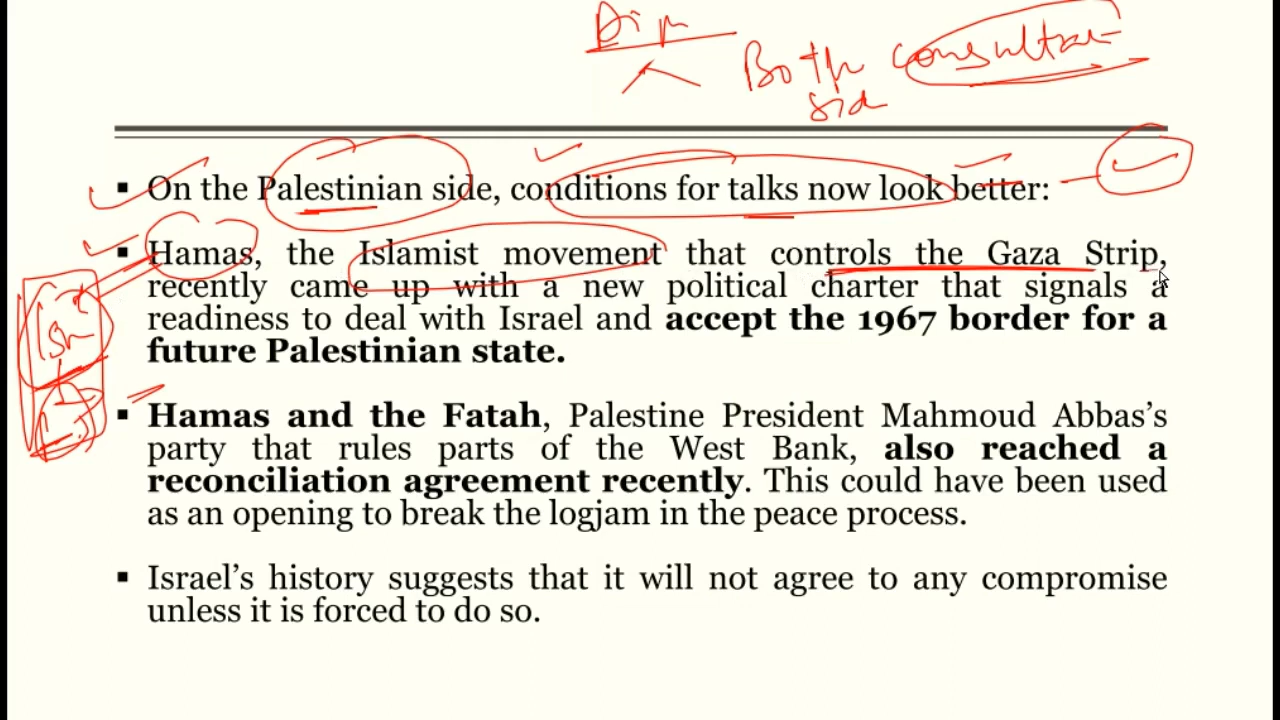 Both consultat
side
▪ On the Palestinian side, conditions for talks now look better:
▪ Hamas, the Islamist movement that controls the Gaza Strip,
recently came up with a new political charter that signals a
readiness to deal with Israel and accept the 1967 border for a
future Palestinian state.
▪ Hamas and the Fatah, Palestine President Mahmoud Abbas’s
party that rules parts of the West Bank, also reached a
reconciliation agreement recently. This could have been used
as an opening to break the logjam in the peace process.
▪ Israel’s history suggests that it will not agree to any compromise
unless it is forced to do so.